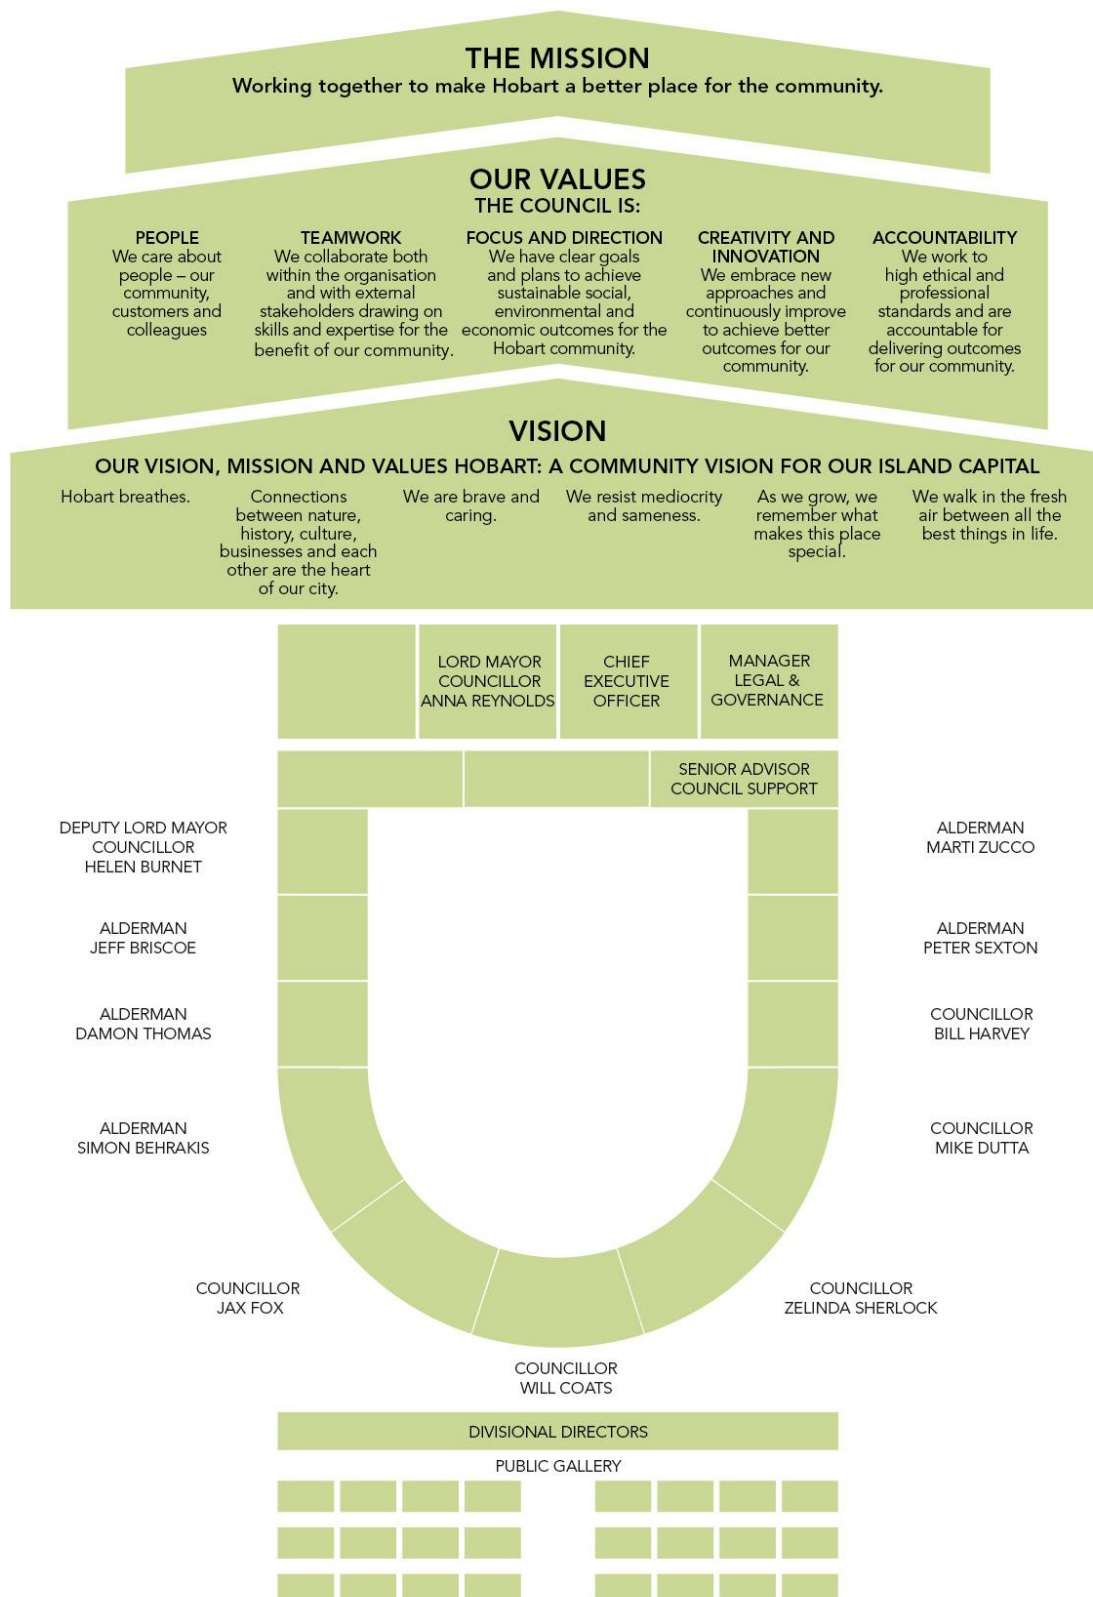 THE MISSION
Working together to make Hobart a better place for the community.
OUR VALUES
THE COUNCIL IS:
PEOPLE
We care about
people – our
community,
customers and
colleagues
TEAMWORK
We collaborate both
within the organisation
and with external
stakeholders drawing on
skills and expertise for the
benefit of our community.
FOCUS AND DIRECTION
We have clear goals
and plans to achieve
sustainable social,
environmental and
economic outcomes for the
Hobart community.
CREATIVITY AND
INNOVATION
We embrace new
approaches and
continuously improve
to achieve better
outcomes for our
community.
ACCOUNTABILITY
We work to
high ethical and
professional
standards and are
accountable for
delivering outcomes
for our community.
VISION
OUR VISION, MISSION AND VALUES HOBART: A COMMUNITY VISION FOR OUR ISLAND CAPITAL
Hobart breathes.
Connections
between nature,
history, culture,
businesses and each
other are the heart
of our city.
We are brave and
caring.
We resist mediocrity
and sameness.
As we grow, we
remember what
makes this place
special.
We walk in the fresh
air between all the
best things in life.
LORD MAYOR
COUNCILLOR
ANNA REYNOLDS
CHIEF
EXECUTIVE
OFFICER
MANAGER
LEGAL &
GOVERNANCE
SENIOR ADVISOR
COUNCIL SUPPORT
DEPUTY LORD MAYOR
COUNCILLOR
HELEN BURNET
ALDERMAN
MARTI ZUCCO
ALDERMAN
JEFF BRISCOE
ALDERMAN
PETER SEXTON
ALDERMAN
DAMON THOMAS
COUNCILLOR
BILL HARVEY
ALDERMAN
SIMON BEHRAKIS
COUNCILLOR
MIKE DUTTA
COUNCILLOR
JAX FOX
COUNCILLOR
ZELINDA SHERLOCK
COUNCILLOR
WILL COATS
DIVISIONAL DIRECTORS
PUBLIC GALLERY